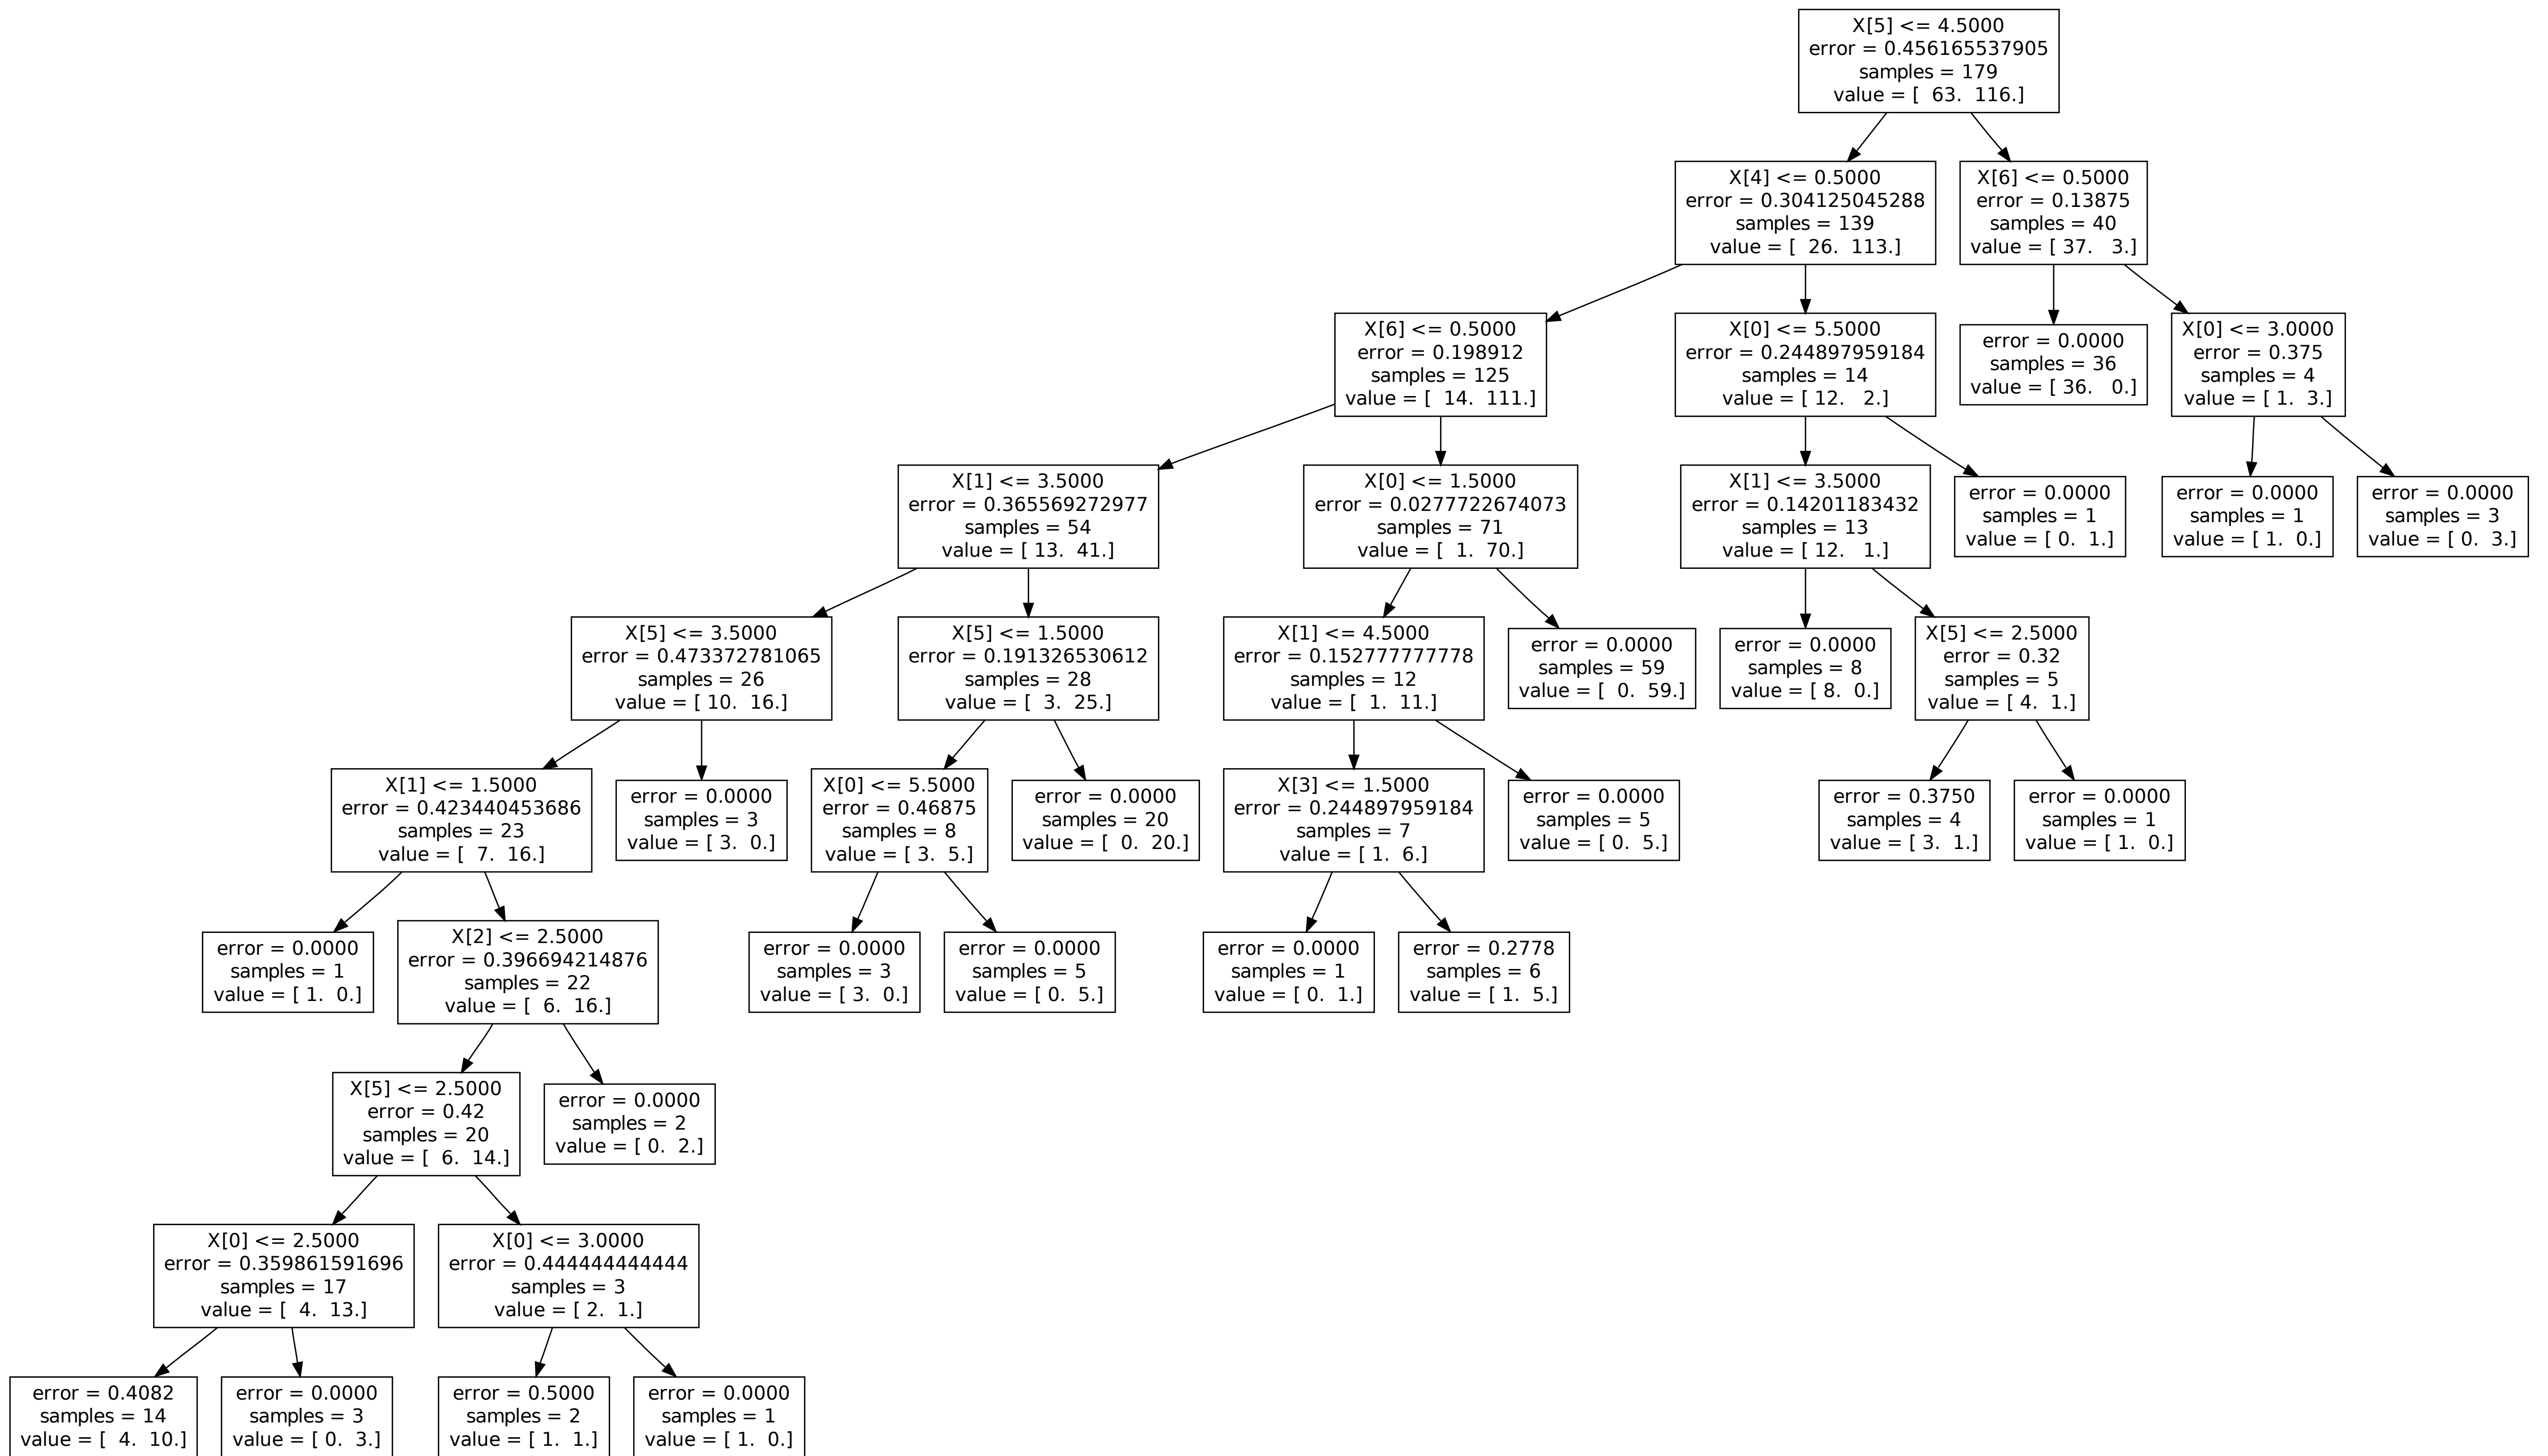 X[5] <= 4.5000
error = 0.456165537905
samples = 179
value = [  63.  116.]
X[4] <= 0.5000
error = 0.304125045288
samples = 139
value = [  26.  113.]
X[6] <= 0.5000
error = 0.13875
samples = 40
value = [ 37.   3.]
X[6] <= 0.5000
error = 0.198912
samples = 125
value = [  14.  111.]
X[0] <= 5.5000
error = 0.244897959184
samples = 14
value = [ 12.   2.]
error = 0.0000
samples = 36
value = [ 36.   0.]
X[0] <= 3.0000
error = 0.375
samples = 4
value = [ 1.  3.]
X[1] <= 3.5000
error = 0.365569272977
samples = 54
value = [ 13.  41.]
X[0] <= 1.5000
error = 0.0277722674073
samples = 71
value = [  1.  70.]
X[1] <= 3.5000
error = 0.14201183432
samples = 13
value = [ 12.   1.]
error = 0.0000
samples = 1
value = [ 0.  1.]
error = 0.0000
samples = 1
value = [ 1.  0.]
error = 0.0000
samples = 3
value = [ 0.  3.]
X[5] <= 3.5000
error = 0.473372781065
samples = 26
value = [ 10.  16.]
X[5] <= 1.5000
error = 0.191326530612
samples = 28
value = [  3.  25.]
X[1] <= 4.5000
error = 0.152777777778
samples = 12
value = [  1.  11.]
error = 0.0000
samples = 59
value = [  0.  59.]
error = 0.0000
samples = 8
value = [ 8.  0.]
X[5] <= 2.5000
error = 0.32
samples = 5
value = [ 4.  1.]
X[1] <= 1.5000
error = 0.423440453686
samples = 23
value = [  7.  16.]
error = 0.0000
samples = 3
value = [ 3.  0.]
X[0] <= 5.5000
error = 0.46875
samples = 8
value = [ 3.  5.]
error = 0.0000
samples = 20
value = [  0.  20.]
X[3] <= 1.5000
error = 0.244897959184
samples = 7
value = [ 1.  6.]
error = 0.0000
samples = 5
value = [ 0.  5.]
error = 0.3750
samples = 4
value = [ 3.  1.]
error = 0.0000
samples = 1
value = [ 1.  0.]
error = 0.0000
samples = 1
value = [ 1.  0.]
X[2] <= 2.5000
error = 0.396694214876
samples = 22
value = [  6.  16.]
error = 0.0000
samples = 3
value = [ 3.  0.]
error = 0.0000
samples = 5
value = [ 0.  5.]
error = 0.0000
samples = 1
value = [ 0.  1.]
error = 0.2778
samples = 6
value = [ 1.  5.]
X[5] <= 2.5000
error = 0.42
samples = 20
value = [  6.  14.]
error = 0.0000
samples = 2
value = [ 0.  2.]
X[0] <= 2.5000
error = 0.359861591696
samples = 17
value = [  4.  13.]
X[0] <= 3.0000
error = 0.444444444444
samples = 3
value = [ 2.  1.]
error = 0.4082
samples = 14
value = [  4.  10.]
error = 0.0000
samples = 3
value = [ 0.  3.]
error = 0.5000
samples = 2
value = [ 1.  1.]
error = 0.0000
samples = 1
value = [ 1.  0.]